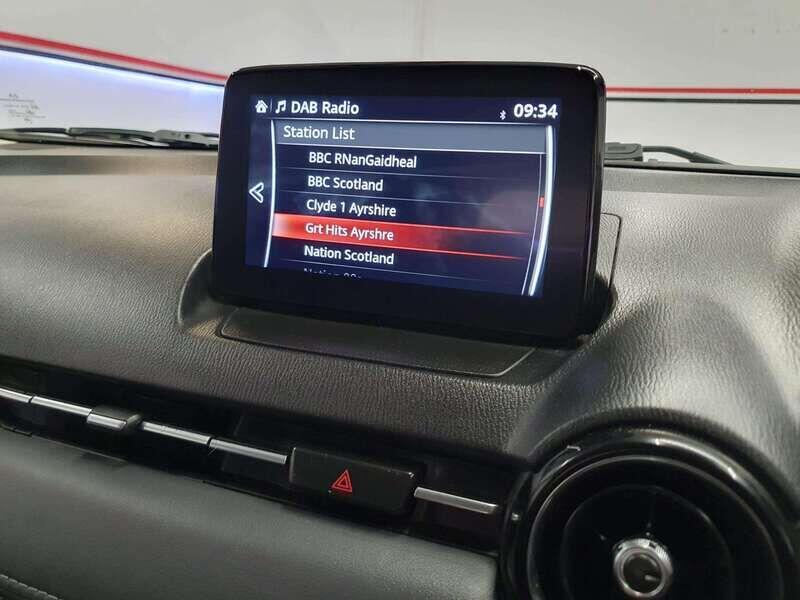 DAB Radio 09:34
Station List
BBC RNanGaidheal
BBC Scotland
Clyde 1 Ayrshire
Grt Hits Ayrshre
Nation Scotland